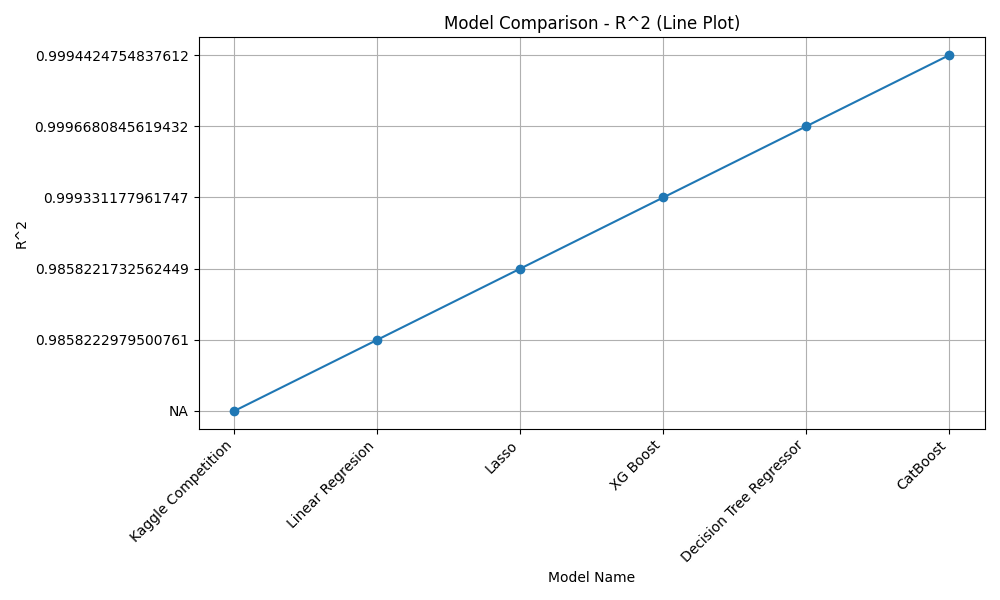 Model Comparison - R^2 (Line Plot)
R^2
0.9994424754837612
0.9996680845619432
0.999331177961747
0.9858221732562449
0.9858222979500761
NA
Kaggle Competition
Linear Regresion
Lasso
XG Boost
Decision Tree Regressor
CatBoost
Model Name